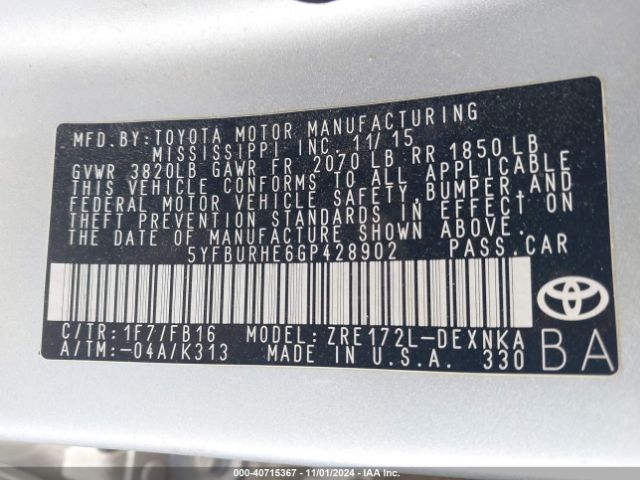 MFD.BY:TOYOTA MOTOR MANUFACTURING
MISSISSIPPI INC. 11/15
GVWR 3820LB GAWR FR 2070 LB RR 1850 LB
THIS VEHICLE CONFORMS TO ALL APPLICABLE
FEDERAL MOTOR VEHICLE SAFETY,BUMPER,AND
THEFT PREVENTION STANDARDS IN EFFECT ON
THE DATE OF MANUFACTURE SHOWN ABOVE.
5YFBURHE6GP428902 PASS.CAR
C/TR:1F7/FB16 MODEL:ZRE172L-DEXNKA
A/TM:-04A/K313 MADE IN U.S.A. 330
BA
TOYOTA
000-40715367 - 11/01/2024 - IAAI.COM